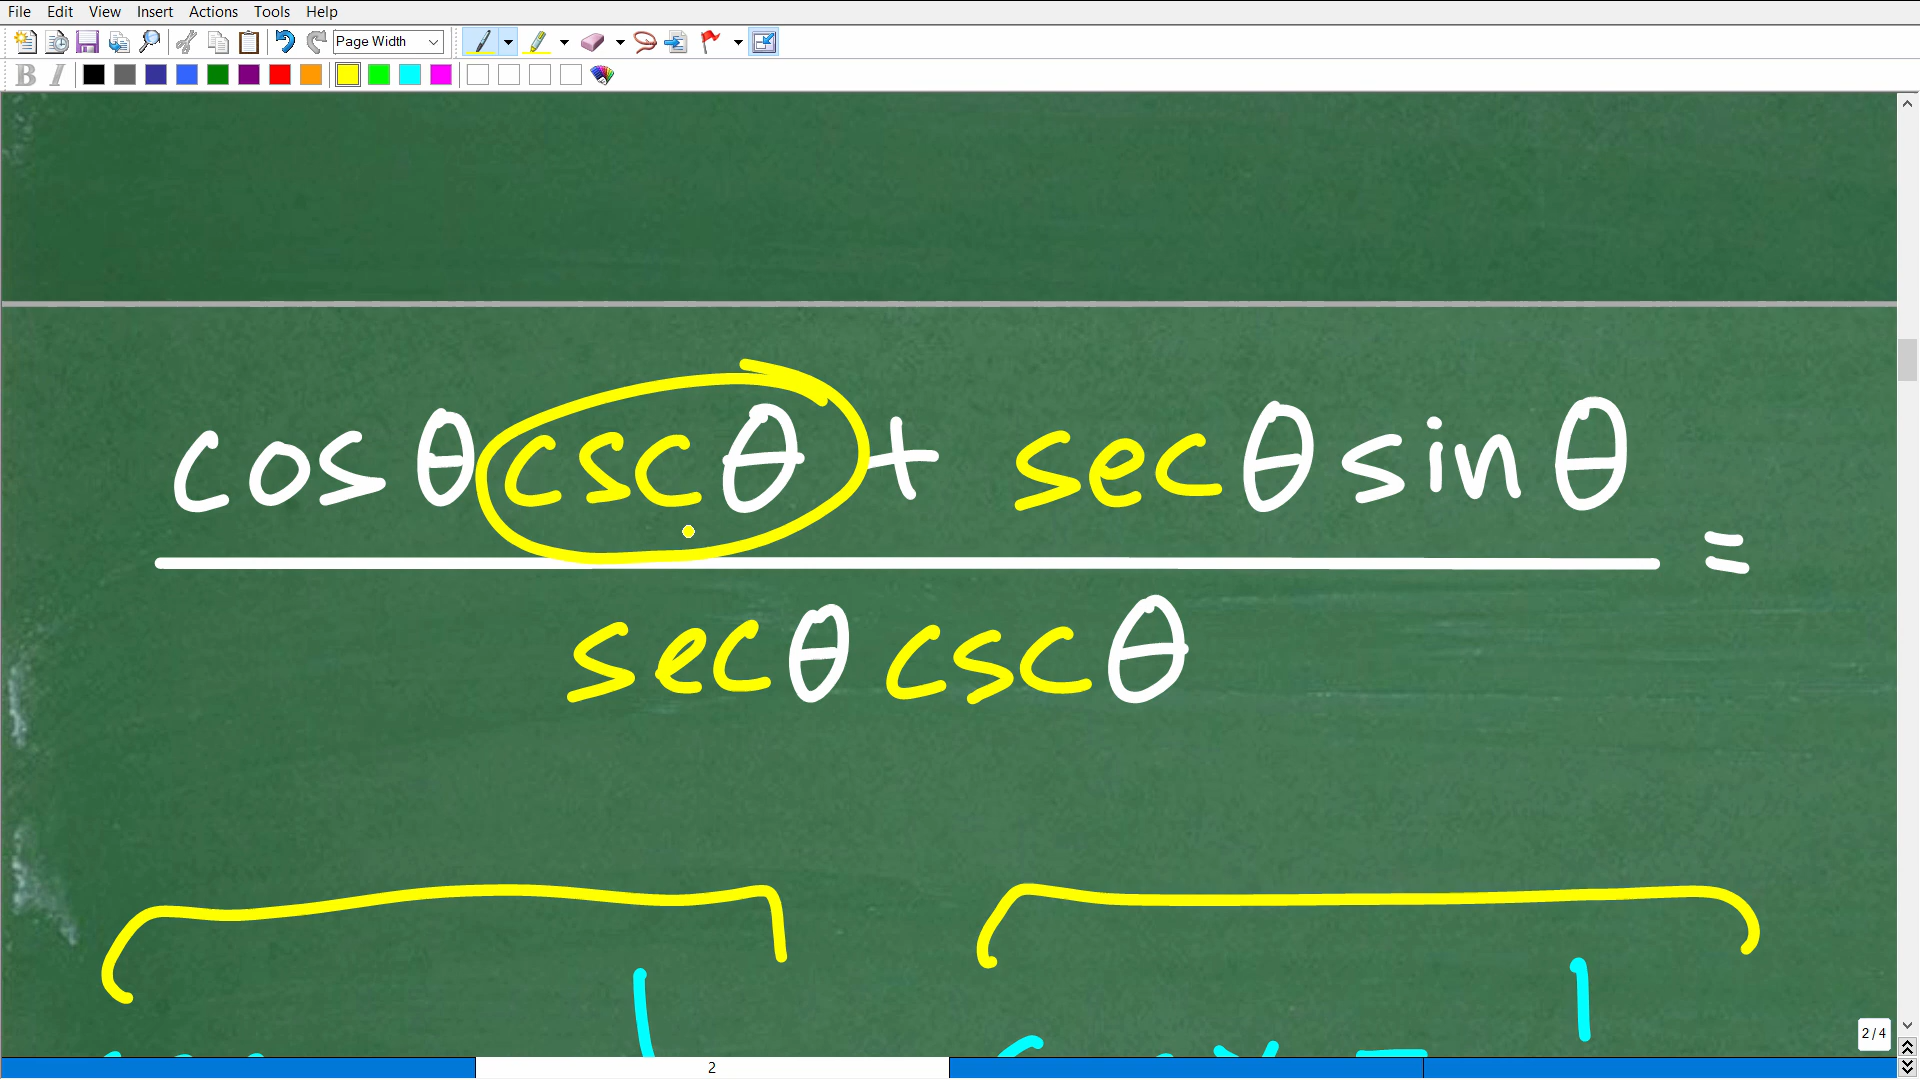 File Edit View Insert Actions Tools Help
Page Width
B I
cos θ csc θ + sec θ sin θ
=
sec θ csc θ
2 / 4
2